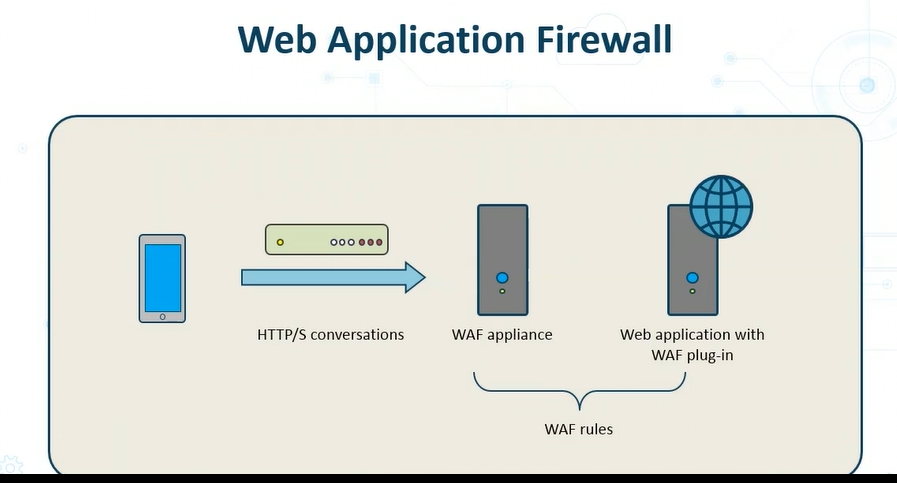 Web Application Firewall
HTTP/S conversations
WAF appliance
Web application with
WAF plug-in
WAF rules